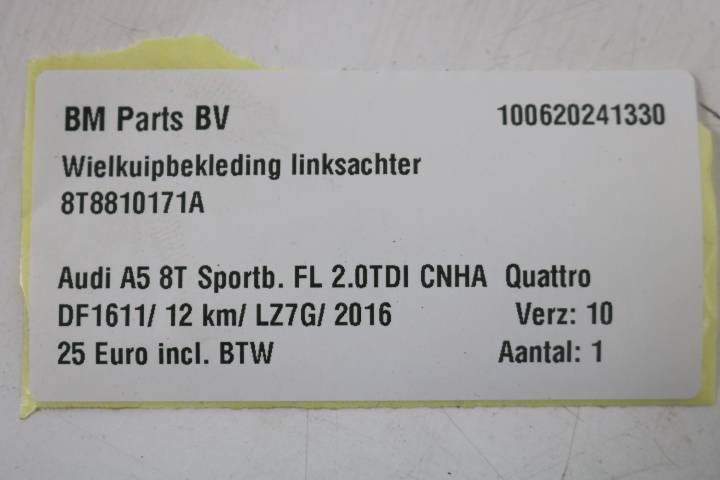 BM Parts BV 100620241330
Wielkuipbekleding linksachter
8T8810171A
Audi A5 8T Sportb. FL 2.0TDI CNHA Quattro
DF1611/ 12 km/ LZ7G/ 2016 Verz: 10
25 Euro incl. BTW Aantal: 1